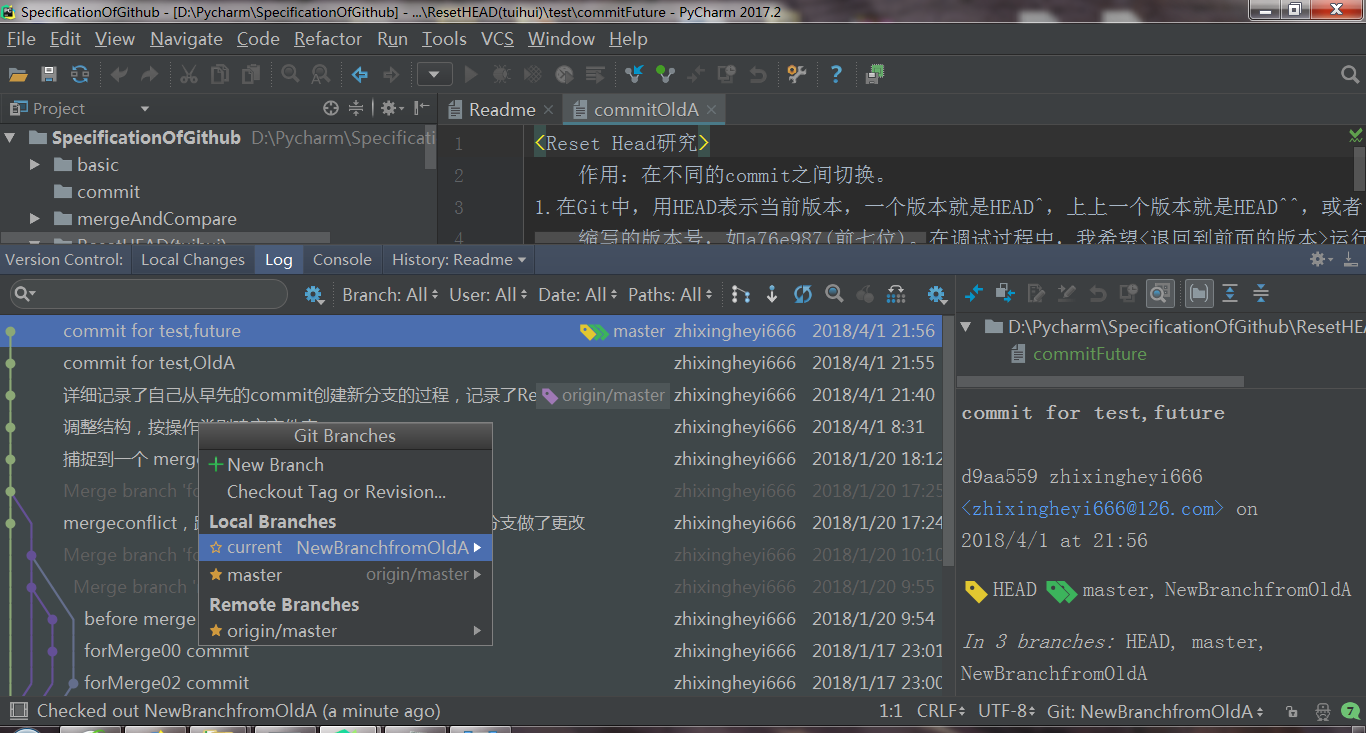 SpecificationOfGithub - [D:\Pycharm\SpecificationOfGithub] - ...\ResetHEAD(tuihui)\test\commitFuture - PyCharm 2017.2
File Edit View Navigate Code Refactor Run Tools VCS Window Help
Project
Readme
commitOldA
SpecificationOfGithub D:\Pycharm\Specificati
basic
commit
mergeAndCompare
ResetHEAD(tuihui)
1 <Reset Head研究>
2 作用：在不同的commit之间切换。
3 1.在Git中，用HEAD表示当前版本，一个版本就是HEAD^，上上一个版本就是HEAD^^，或者
4 缩写的版本号，如a76e987(前七位)。在调试过程中，我希望<退回到前面的版本>运行
Version Control: Local Changes Log Console History: Readme
Branch: All User: All Date: All Paths: All
commit for test,future master zhixingheyi666 2018/4/1 21:56
commit for test,OldA zhixingheyi666 2018/4/1 21:55
详细记录了自己从早先的commit创建新分支的过程，记录了Re origin/master zhixingheyi666 2018/4/1 21:40
调整结构，按操作 zhixingheyi666 2018/4/1 8:31
捕捉到一个 merg zhixingheyi666 2018/1/20 18:12
Merge branch 'fo zhixingheyi666 2018/1/20 17:25
mergeconflict， 分支做了更改 zhixingheyi666 2018/1/20 17:24
Merge branch 'fo zhixingheyi666 2018/1/20 10:10
Merge branch 'f zhixingheyi666 2018/1/20 9:55
before merge zhixingheyi666 2018/1/20 9:54
forMerge00 commit zhixingheyi666 2018/1/17 23:01
forMerge02 commit zhixingheyi666 2018/1/17 23:00
Git Branches
New Branch
Checkout Tag or Revision...
Local Branches
current NewBranchfromOldA
master origin/master
Remote Branches
origin/master
D:\Pycharm\SpecificationOfGithub\ResetHEA
commitFuture
commit for test,future
d9aa559 zhixingheyi666
<zhixingheyi666@126.com> on
2018/4/1 at 21:56
HEAD master, NewBranchfromOldA
In 3 branches: HEAD, master,
NewBranchfromOldA
Checked out NewBranchfromOldA (a minute ago)
1:1 CRLF UTF-8 Git: NewBranchfromOldA 7